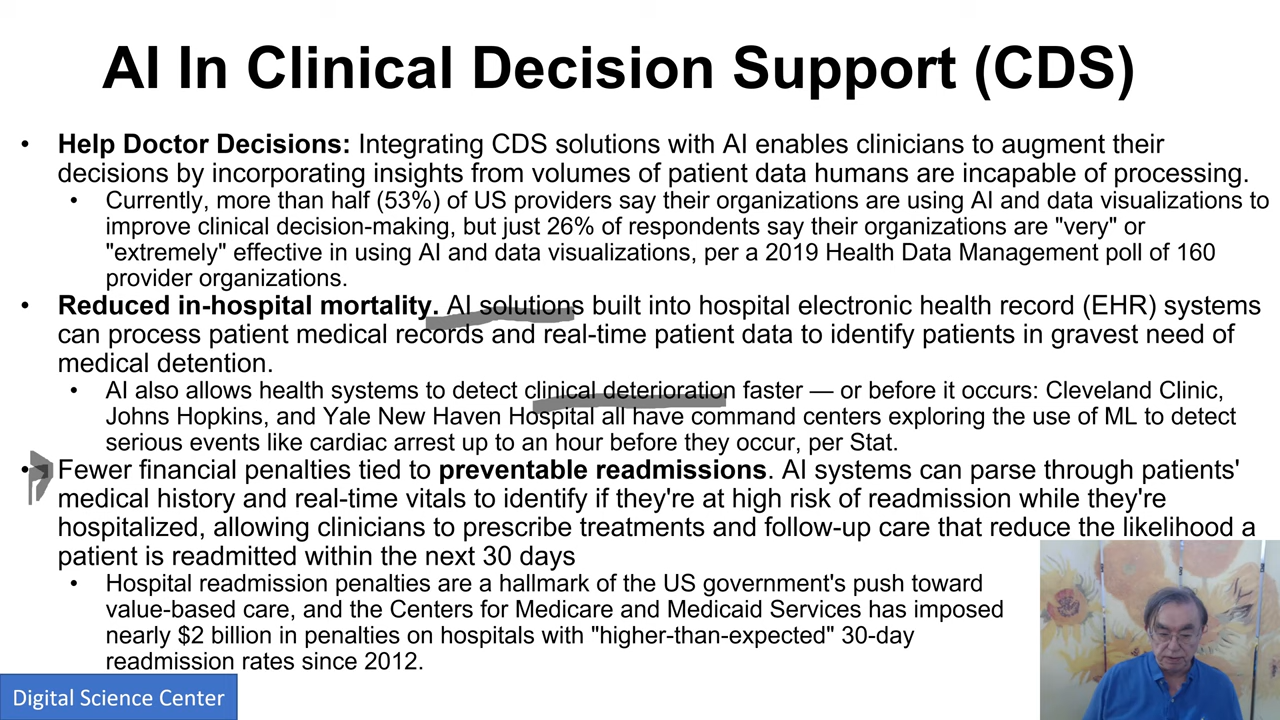 AI In Clinical Decision Support (CDS)
• Help Doctor Decisions: Integrating CDS solutions with AI enables clinicians to augment their
decisions by incorporating insights from volumes of patient data humans are incapable of processing.
• Currently, more than half (53%) of US providers say their organizations are using AI and data visualizations to
improve clinical decision-making, but just 26% of respondents say their organizations are "very" or
"extremely" effective in using AI and data visualizations, per a 2019 Health Data Management poll of 160
provider organizations.
• Reduced in-hospital mortality. AI solutions built into hospital electronic health record (EHR) systems
can process patient medical records and real-time patient data to identify patients in gravest need of
medical detention.
• AI also allows health systems to detect clinical deterioration faster — or before it occurs: Cleveland Clinic,
Johns Hopkins, and Yale New Haven Hospital all have command centers exploring the use of ML to detect
serious events like cardiac arrest up to an hour before they occur, per Stat.
• Fewer financial penalties tied to preventable readmissions. AI systems can parse through patients'
medical history and real-time vitals to identify if they're at high risk of readmission while they're
hospitalized, allowing clinicians to prescribe treatments and follow-up care that reduce the likelihood a
patient is readmitted within the next 30 days
• Hospital readmission penalties are a hallmark of the US government's push toward
value-based care, and the Centers for Medicare and Medicaid Services has imposed
nearly $2 billion in penalties on hospitals with "higher-than-expected" 30-day
readmission rates since 2012.
Digital Science Center